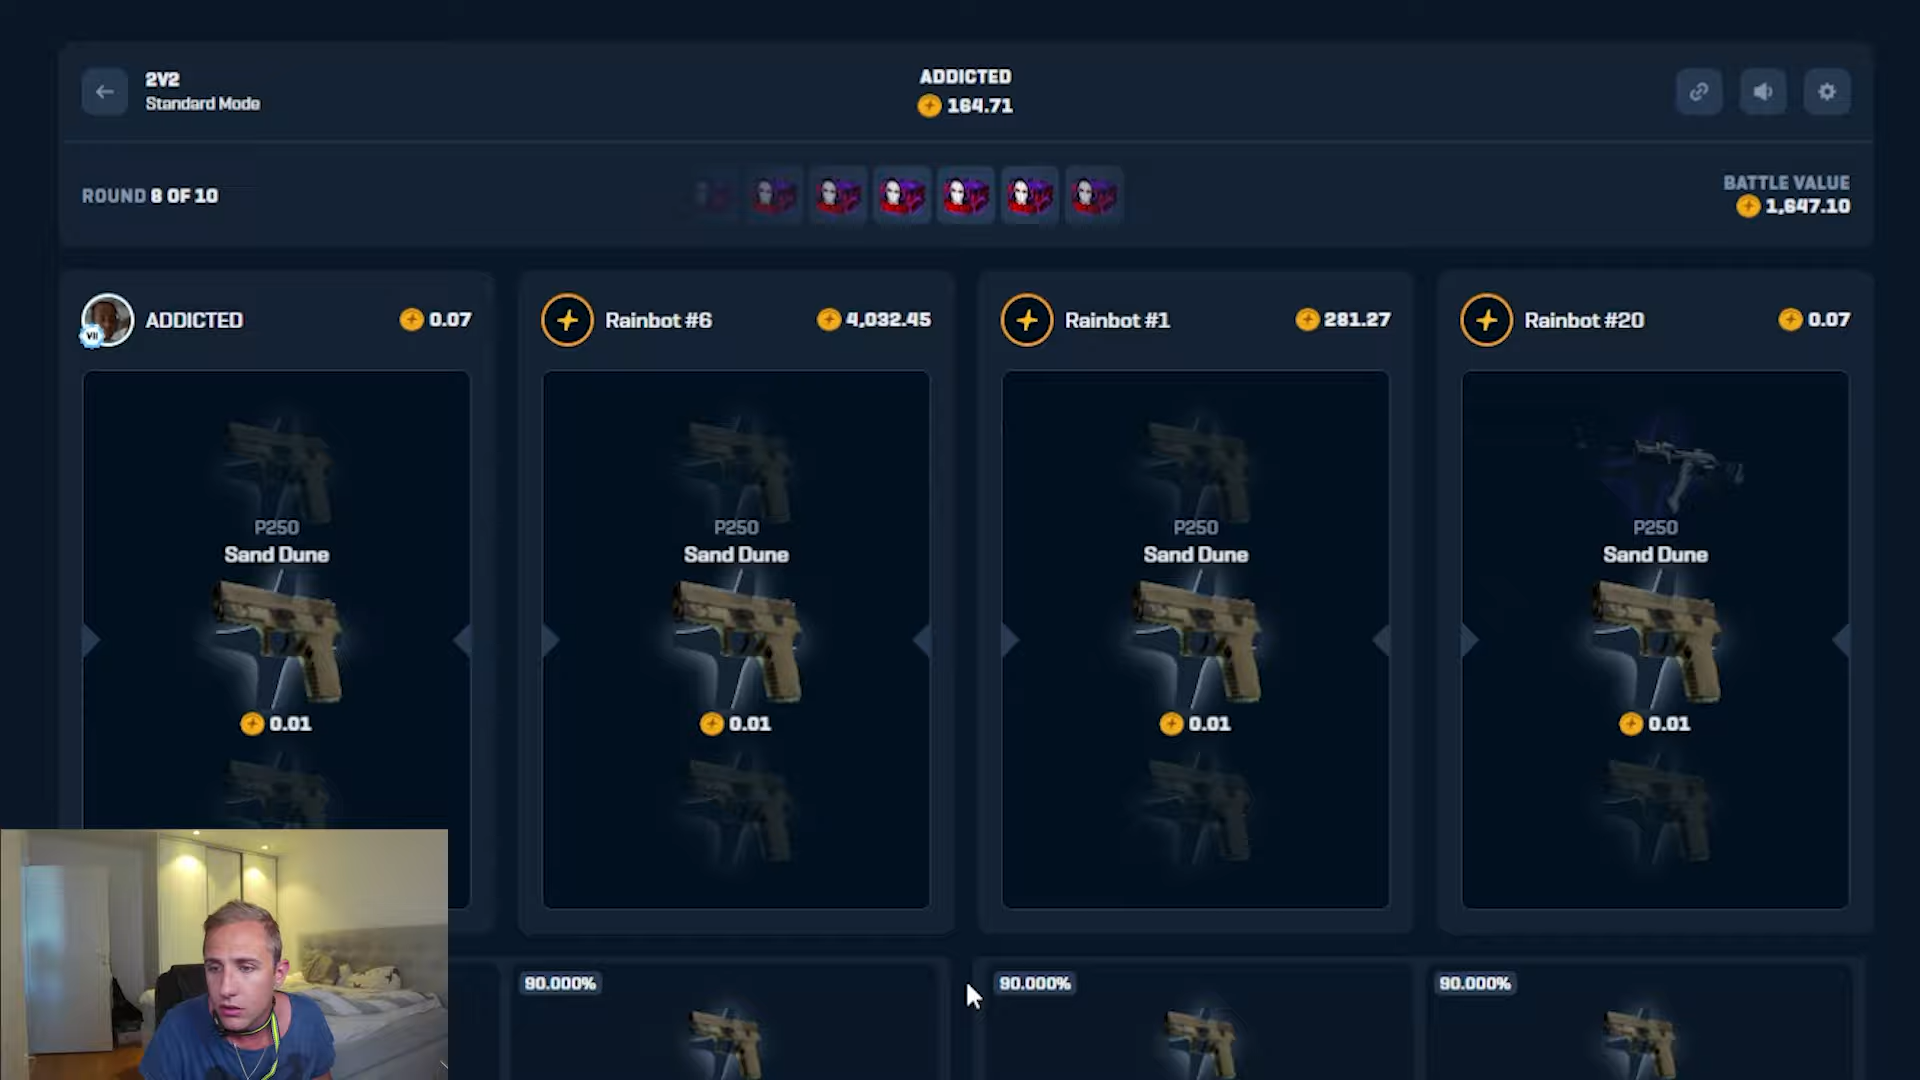 2V2
Standard Mode
ADDICTED
164.71
ROUND 8 OF 10
BATTLE VALUE
1,647.10
VII
ADDICTED
0.07
Rainbot #6
4,032.45
Rainbot #1
281.27
Rainbot #20
0.07
P250
Sand Dune
0.01
P250
Sand Dune
0.01
P250
Sand Dune
0.01
P250
Sand Dune
0.01
90.000%
90.000%
90.000%